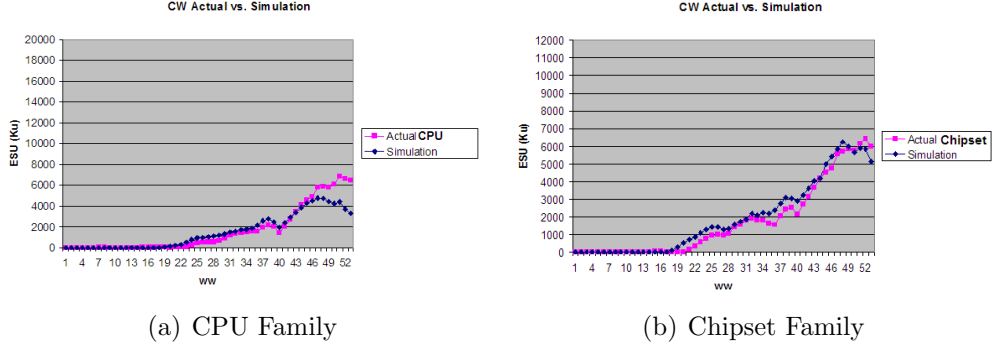 CW Actual vs. Simulation
20000
18000
16000
14000
12000
10000
8000
6000
4000
2000
0
ESU (Ku)
1 4 7 10 13 16 19 22 25 28 31 34 37 40 43 46 49 52
ww
Actual CPU
Simulation
(a) CPU Family
CW Actual vs. Simulation
12000
11000
10000
9000
8000
7000
6000
5000
4000
3000
2000
1000
0
ESU (Ku)
1 4 7 10 13 16 19 22 25 28 31 34 37 40 43 46 49 52
ww
Actual Chipset
Simulation
(b) Chipset Family